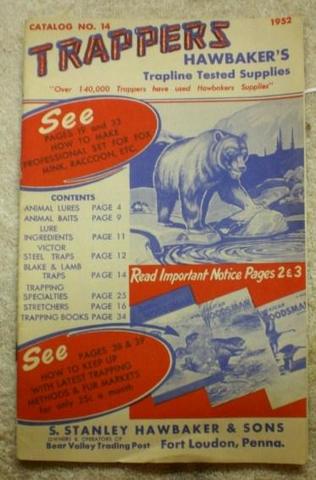 CATALOG NO. 14
1952
TRAPPERS
HAWBAKER'S
Trapline Tested Supplies
"Over 140,000 Trappers have used Hawbakers Supplies"
See
PAGES 19 and 33
HOW TO MAKE
PROFESSIONAL SET FOR FOX
MINK, RACCOON, ETC.
CONTENTS
ANIMAL LURES PAGE 4
ANIMAL BAITS PAGE 9
LURE
INGREDIENTS PAGE 11
VICTOR
STEEL TRAPS PAGE 12
BLAKE & LAMB
TRAPS PAGE 14
TRAPPING
SPECIALTIES PAGE 25
STRETCHERS PAGE 16
TRAPPING BOOKS PAGE 34
Read Important Notice Pages 2 & 3
See
PAGES 38 & 39
HOW TO KEEP UP
WITH LATEST TRAPPING
METHODS & FUR MARKETS
for only 25c a month
WOODSMAN
S. STANLEY HAWBAKER & SONS
OWNERS & OPERATORS OF
Bear Valley Trading Post
Fort Loudon, Penna.